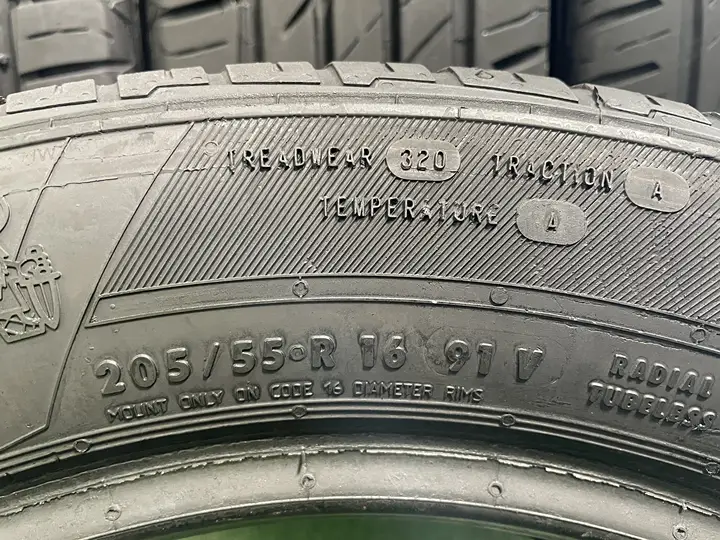 TREADWEAR 320 TRACTION A
TEMPERATURE A
205/55 R 16 91 V
MOUNT ONLY ON CODE 16 DIAMETER RIMS
RADIAL
TUBELESS